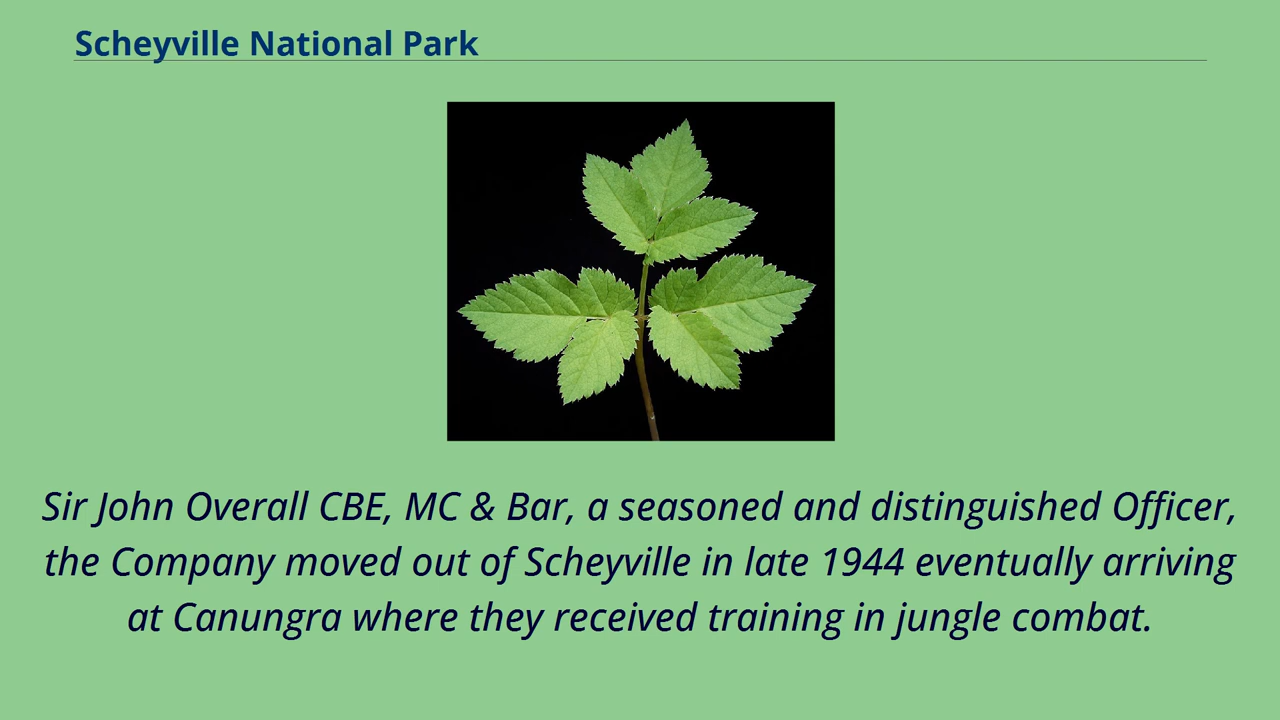 Scheyville National Park
Sir John Overall CBE, MC & Bar, a seasoned and distinguished Officer,
the Company moved out of Scheyville in late 1944 eventually arriving
at Canungra where they received training in jungle combat.